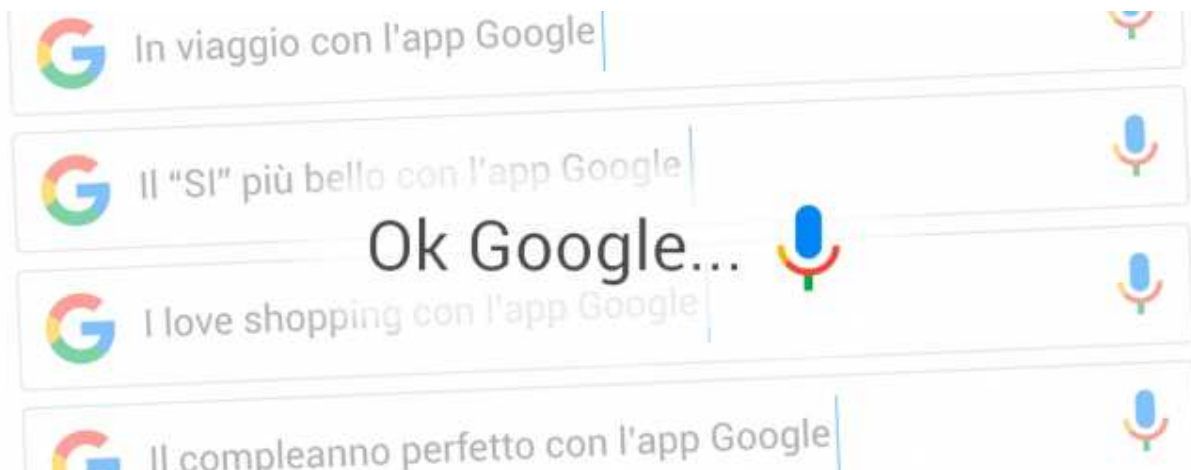 In viaggio con l'app Google
Il “SI” più bello con l'app Google
Ok Google...
I love shopping con l'app Google
Il compleanno perfetto con l'app Google